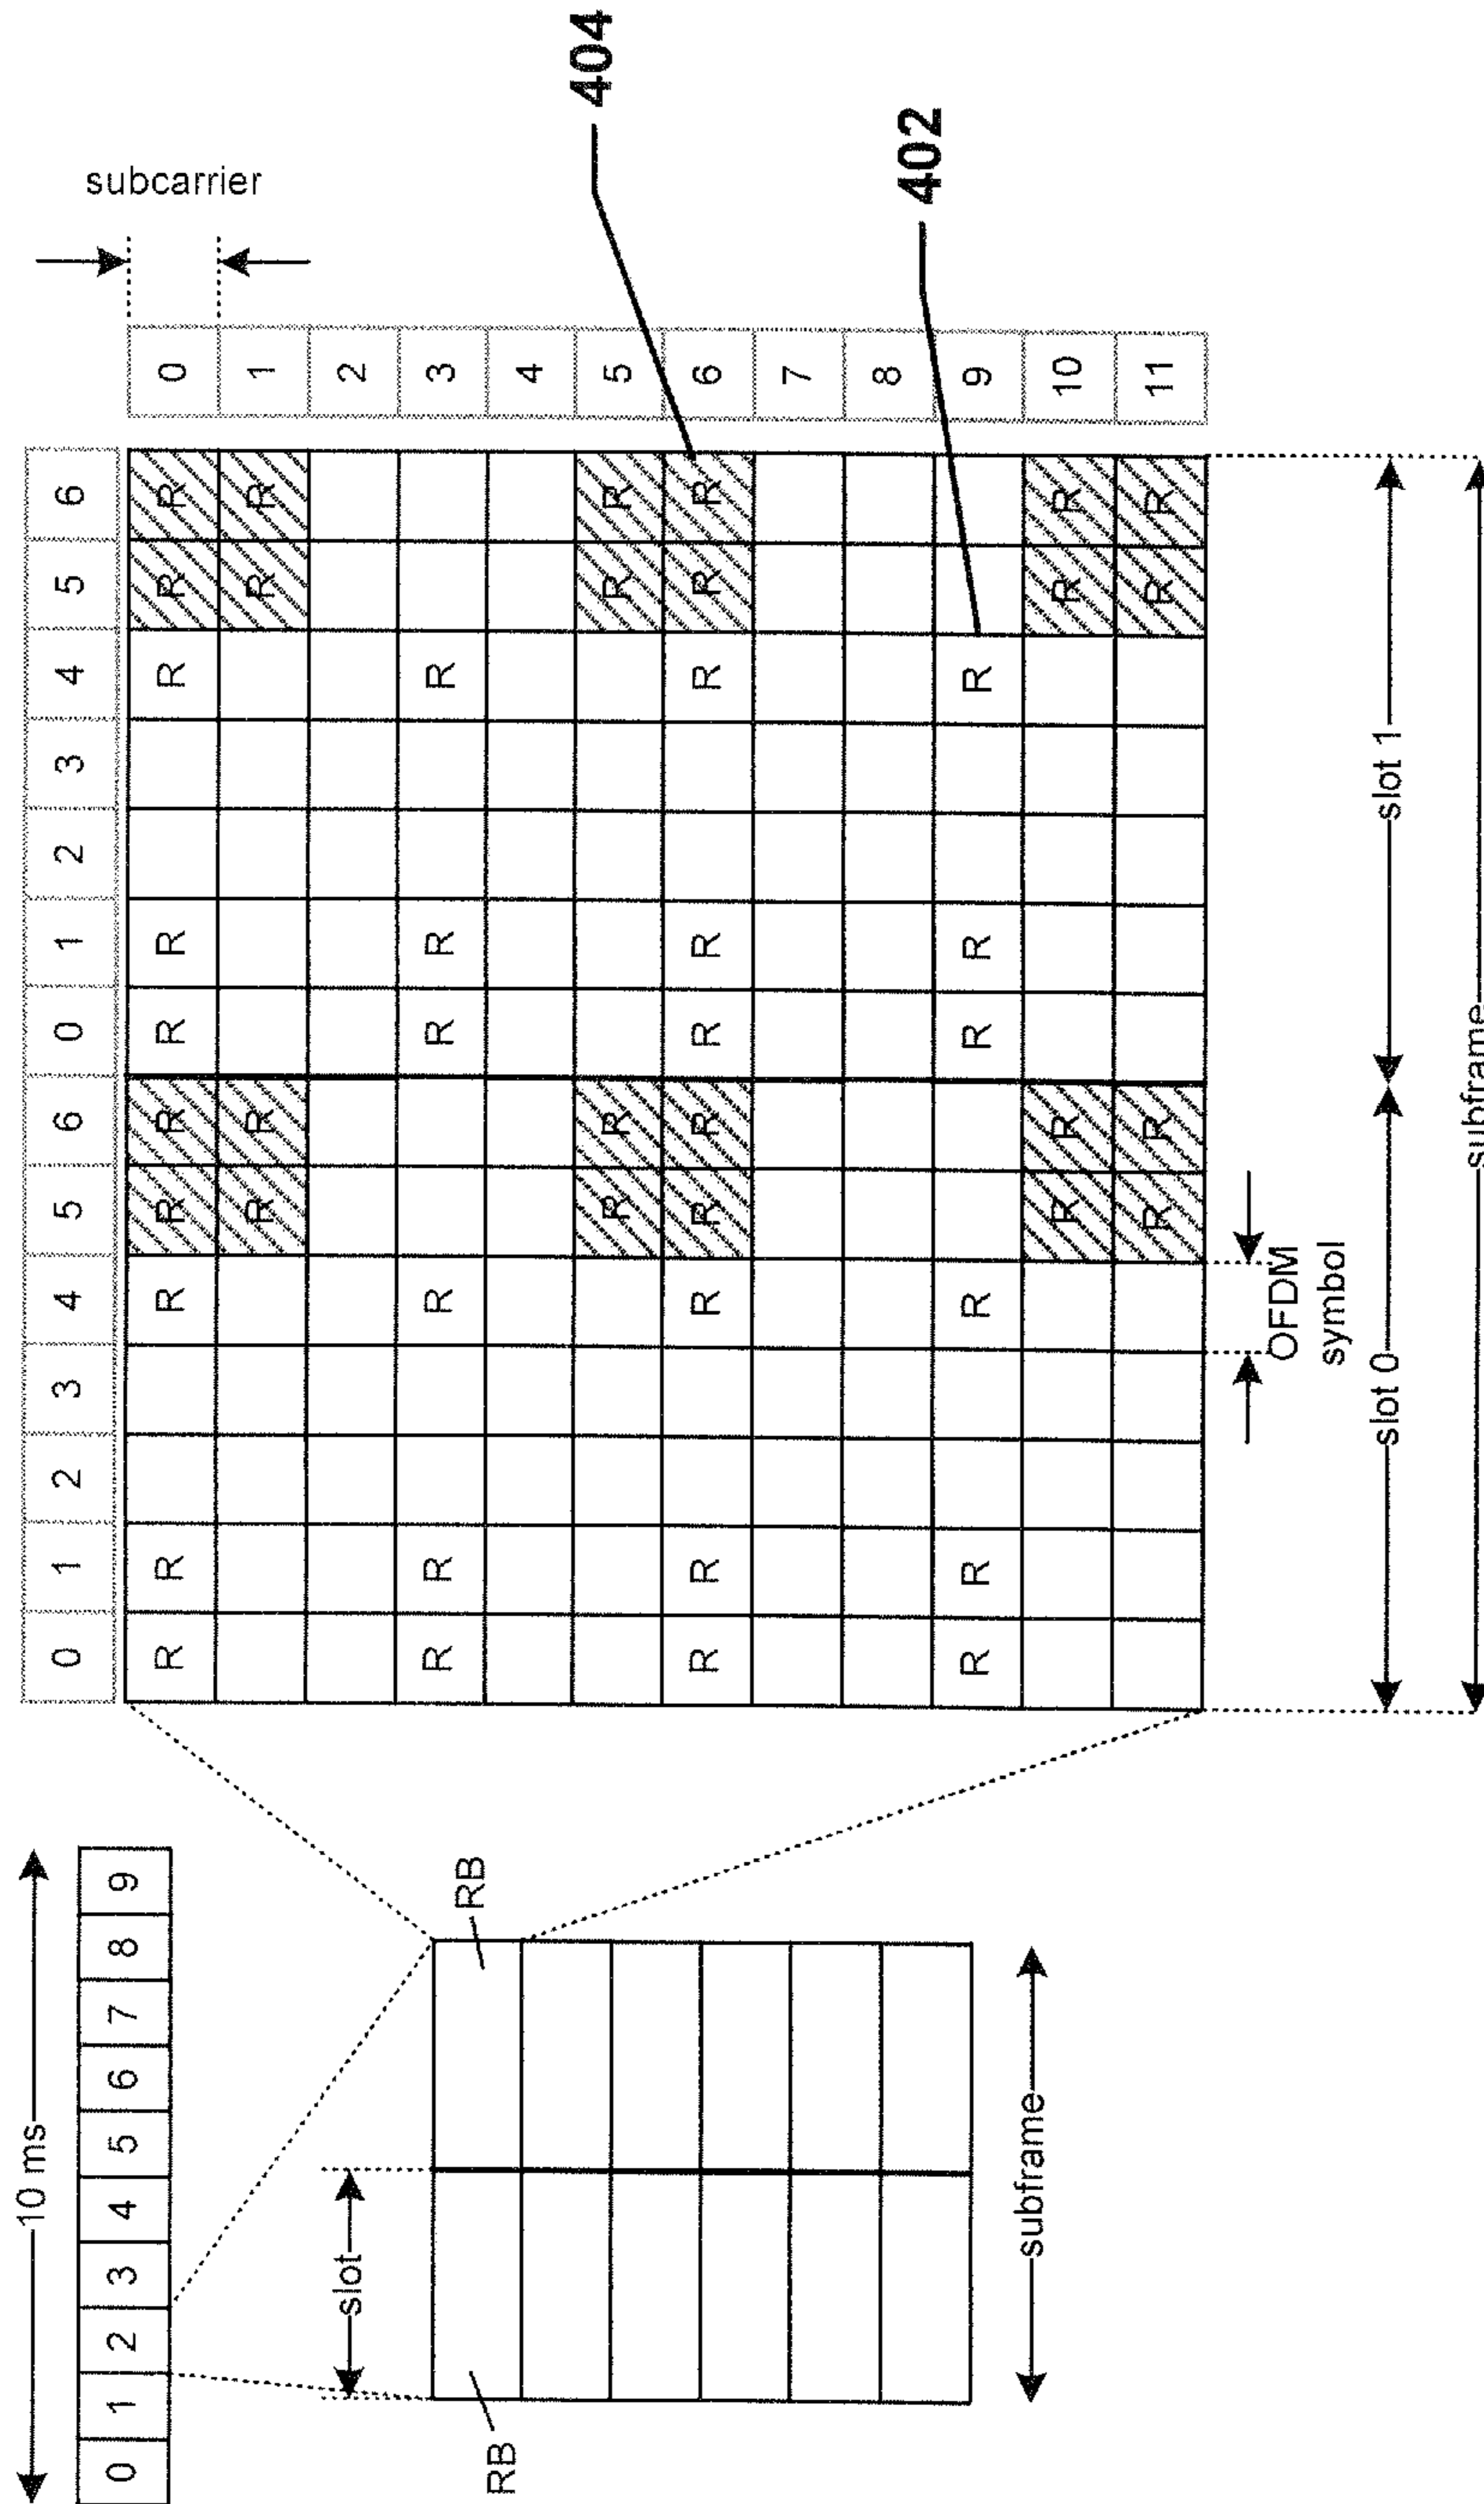 10 ms
0 1 2 3 4 5 6 7 8 9
slot
RB
RB
subframe
0 1 2 3 4 5 6 0 1 2 3 4 5 6
R R R R R R R R R R 0
R R R R 1
2
R R R R R R 3
4
R R R R 5
R R R R R R R R R R 6
7
8
R R R R R R 9
R R R R 10
R R R R 11
subcarrier
404
402
OFDM
symbol
slot 0
slot 1
subframe